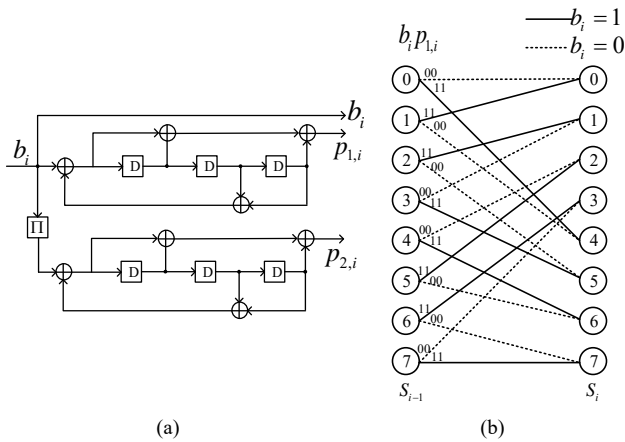 b_i p_{1,i}
b_i = 1
b_i = 0
b_i
b_i
p_{1,i}
D D D
Π
p_{2,i}
D D D
0 00 11 0
1 11 00 1
2 11 00 2
3 00 11 3
4 00 11 4
5 11 00 5
6 11 00 6
7 00 11 7
S_{i-1} S_i
(a) (b)